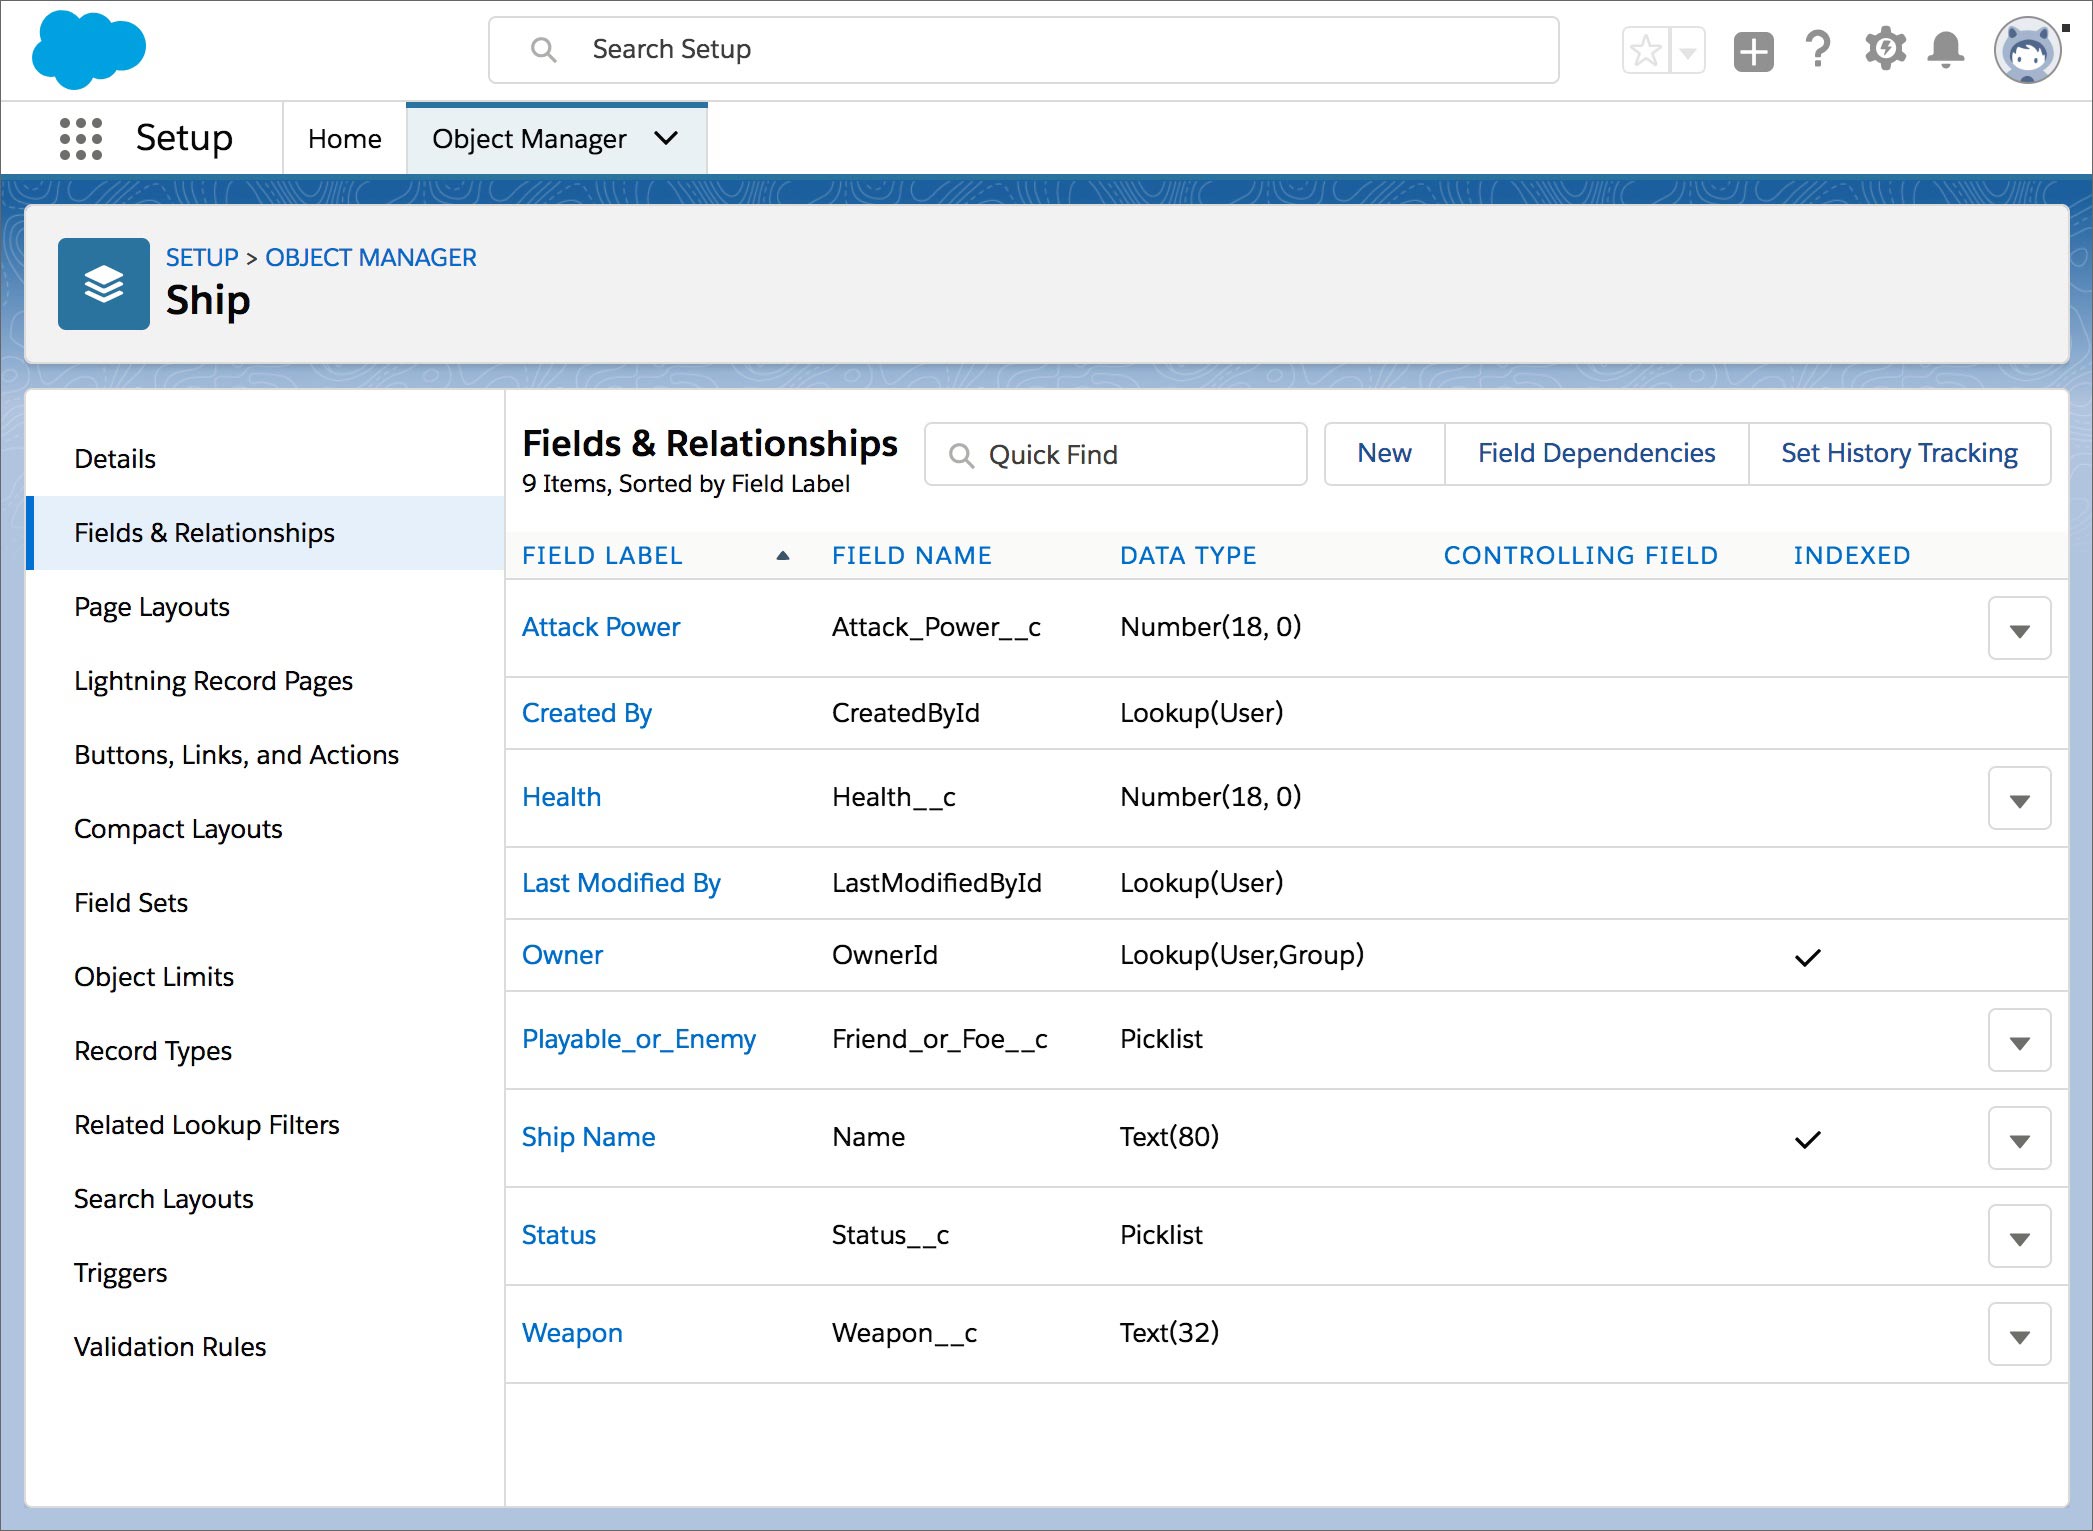 Search Setup
Setup Home Object Manager
SETUP > OBJECT MANAGER
Ship
Details
Fields & Relationships
Page Layouts
Lightning Record Pages
Buttons, Links, and Actions
Compact Layouts
Field Sets
Object Limits
Record Types
Related Lookup Filters
Search Layouts
Triggers
Validation Rules
Fields & Relationships
9 Items, Sorted by Field Label
Quick Find
New Field Dependencies Set History Tracking
FIELD LABEL FIELD NAME DATA TYPE CONTROLLING FIELD INDEXED
Attack Power Attack_Power__c Number(18, 0)
Created By CreatedById Lookup(User)
Health Health__c Number(18, 0)
Last Modified By LastModifiedById Lookup(User)
Owner OwnerId Lookup(User,Group)
Playable_or_Enemy Friend_or_Foe__c Picklist
Ship Name Name Text(80)
Status Status__c Picklist
Weapon Weapon__c Text(32)